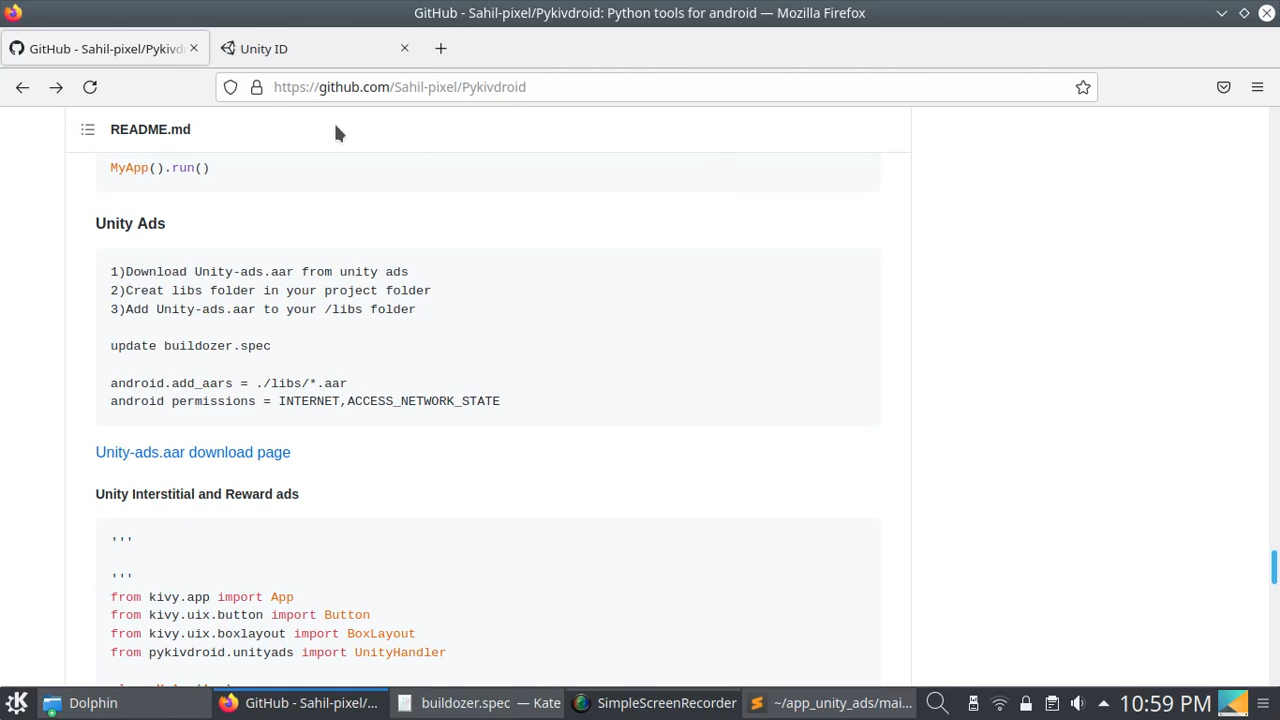 GitHub - Sahil-pixel/Pykivdroid: Python tools for android — Mozilla Firefox
GitHub - Sahil-pixel/Pykivd
Unity ID
https://github.com/Sahil-pixel/Pykivdroid
README.md
MyApp().run()
Unity Ads
1)Download Unity-ads.aar from unity ads
2)Creat libs folder in your project folder
3)Add Unity-ads.aar to your /libs folder
update buildozer.spec
android.add_aars = ./libs/*.aar
android permissions = INTERNET,ACCESS_NETWORK_STATE
Unity-ads.aar download page
Unity Interstitial and Reward ads
'''
'''
from kivy.app import App
from kivy.uix.button import Button
from kivy.uix.boxlayout import BoxLayout
from pykivdroid.unityads import UnityHandler
Dolphin
GitHub - Sahil-pixel/...
buildozer.spec — Kate
SimpleScreenRecorder
~/app_unity_ads/mai...
10:59 PM